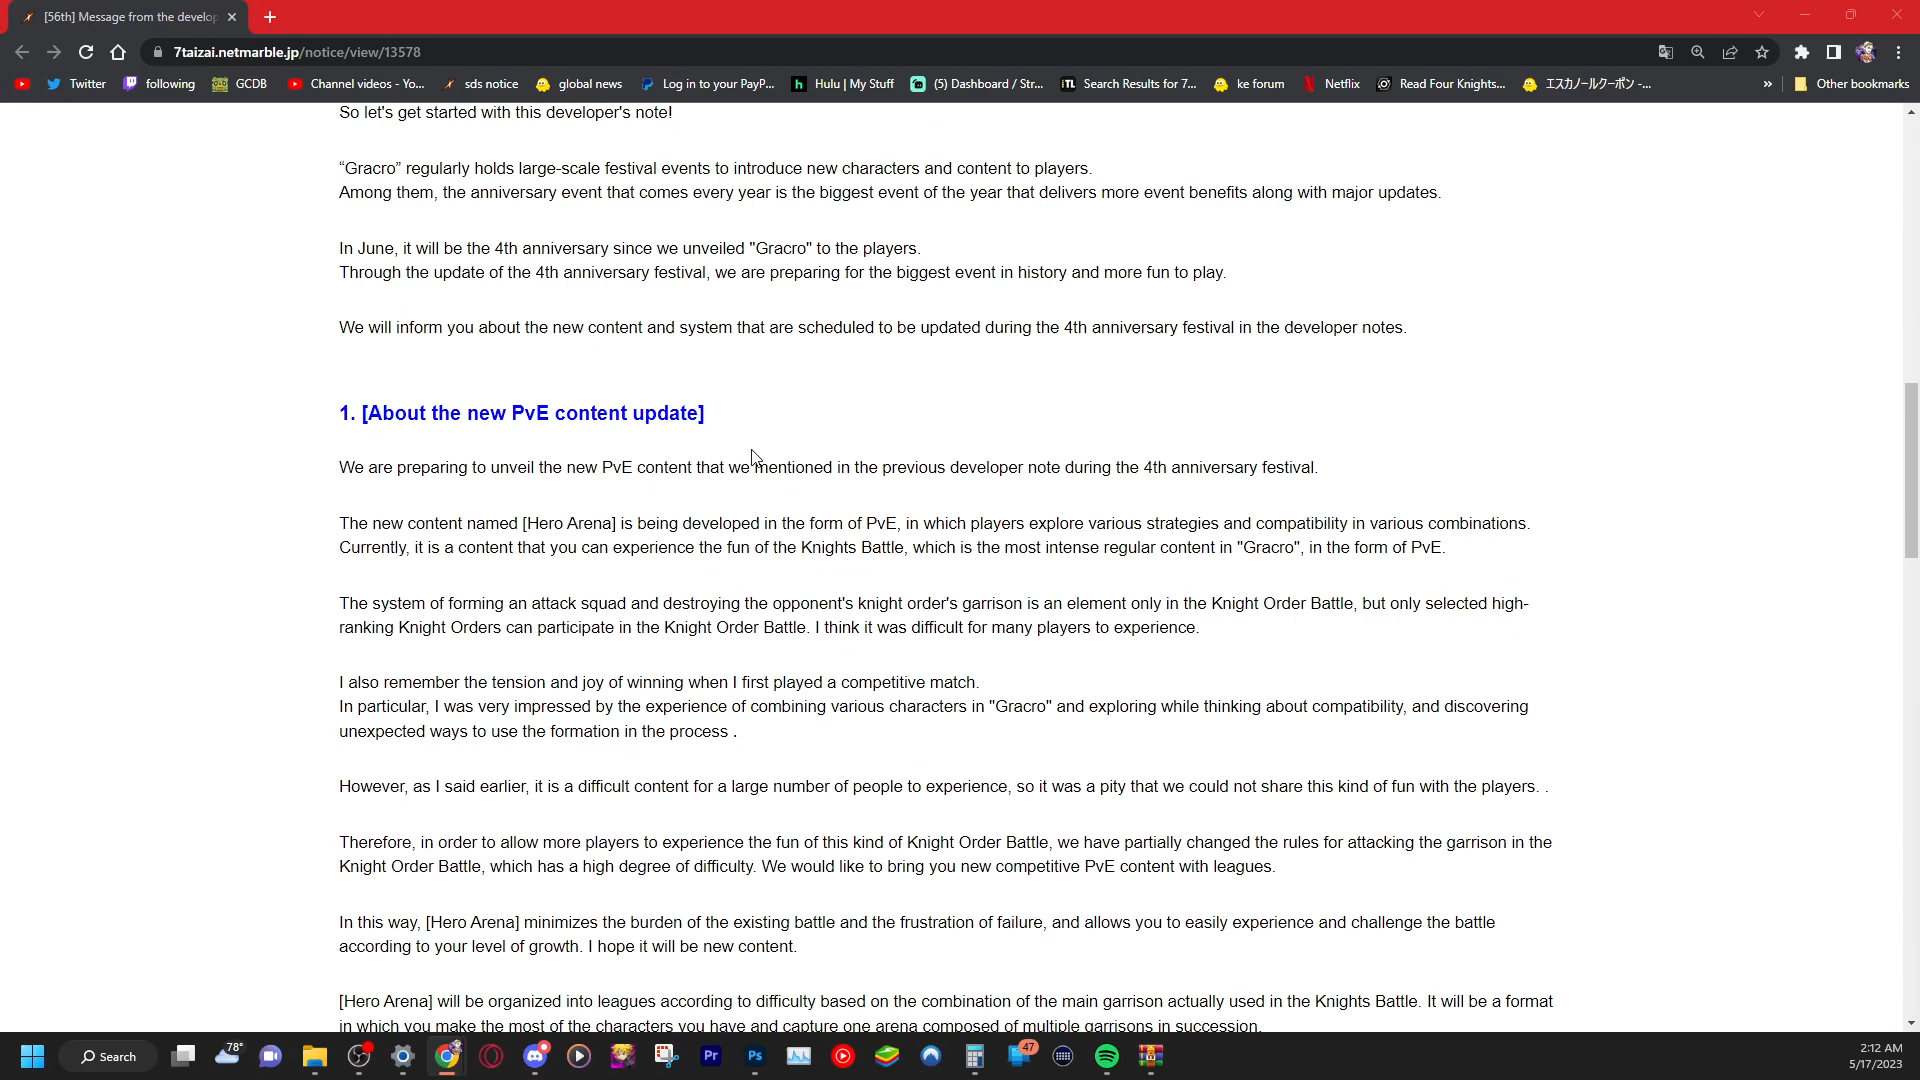 [56th] Message from the develop
7taizai.netmarble.jp/notice/view/13578
Twitter
following
GCDB
Channel videos - Yo...
sds notice
global news
Log in to your PayP...
Hulu | My Stuff
(5) Dashboard / Str...
Search Results for 7...
ke forum
Netflix
Read Four Knights...
エスカノールクーポン -...
»
Other bookmarks
So let's get started with this developer's note!
“Gracro” regularly holds large-scale festival events to introduce new characters and content to players.
Among them, the anniversary event that comes every year is the biggest event of the year that delivers more event benefits along with major updates.
In June, it will be the 4th anniversary since we unveiled "Gracro" to the players.
Through the update of the 4th anniversary festival, we are preparing for the biggest event in history and more fun to play.
We will inform you about the new content and system that are scheduled to be updated during the 4th anniversary festival in the developer notes.
1. [About the new PvE content update]
We are preparing to unveil the new PvE content that we mentioned in the previous developer note during the 4th anniversary festival.
The new content named [Hero Arena] is being developed in the form of PvE, in which players explore various strategies and compatibility in various combinations.
Currently, it is a content that you can experience the fun of the Knights Battle, which is the most intense regular content in "Gracro", in the form of PvE.
The system of forming an attack squad and destroying the opponent's knight order's garrison is an element only in the Knight Order Battle, but only selected high-
ranking Knight Orders can participate in the Knight Order Battle. I think it was difficult for many players to experience.
I also remember the tension and joy of winning when I first played a competitive match.
In particular, I was very impressed by the experience of combining various characters in "Gracro" and exploring while thinking about compatibility, and discovering
unexpected ways to use the formation in the process .
However, as I said earlier, it is a difficult content for a large number of people to experience, so it was a pity that we could not share this kind of fun with the players. .
Therefore, in order to allow more players to experience the fun of this kind of Knight Order Battle, we have partially changed the rules for attacking the garrison in the
Knight Order Battle, which has a high degree of difficulty. We would like to bring you new competitive PvE content with leagues.
In this way, [Hero Arena] minimizes the burden of the existing battle and the frustration of failure, and allows you to easily experience and challenge the battle
according to your level of growth. I hope it will be new content.
[Hero Arena] will be organized into leagues according to difficulty based on the combination of the main garrison actually used in the Knights Battle. It will be a format
in which you make the most of the characters you have and capture one arena composed of multiple garrisons in succession.
Search
78°
Pr
Ps
47
2:12 AM
5/17/2023